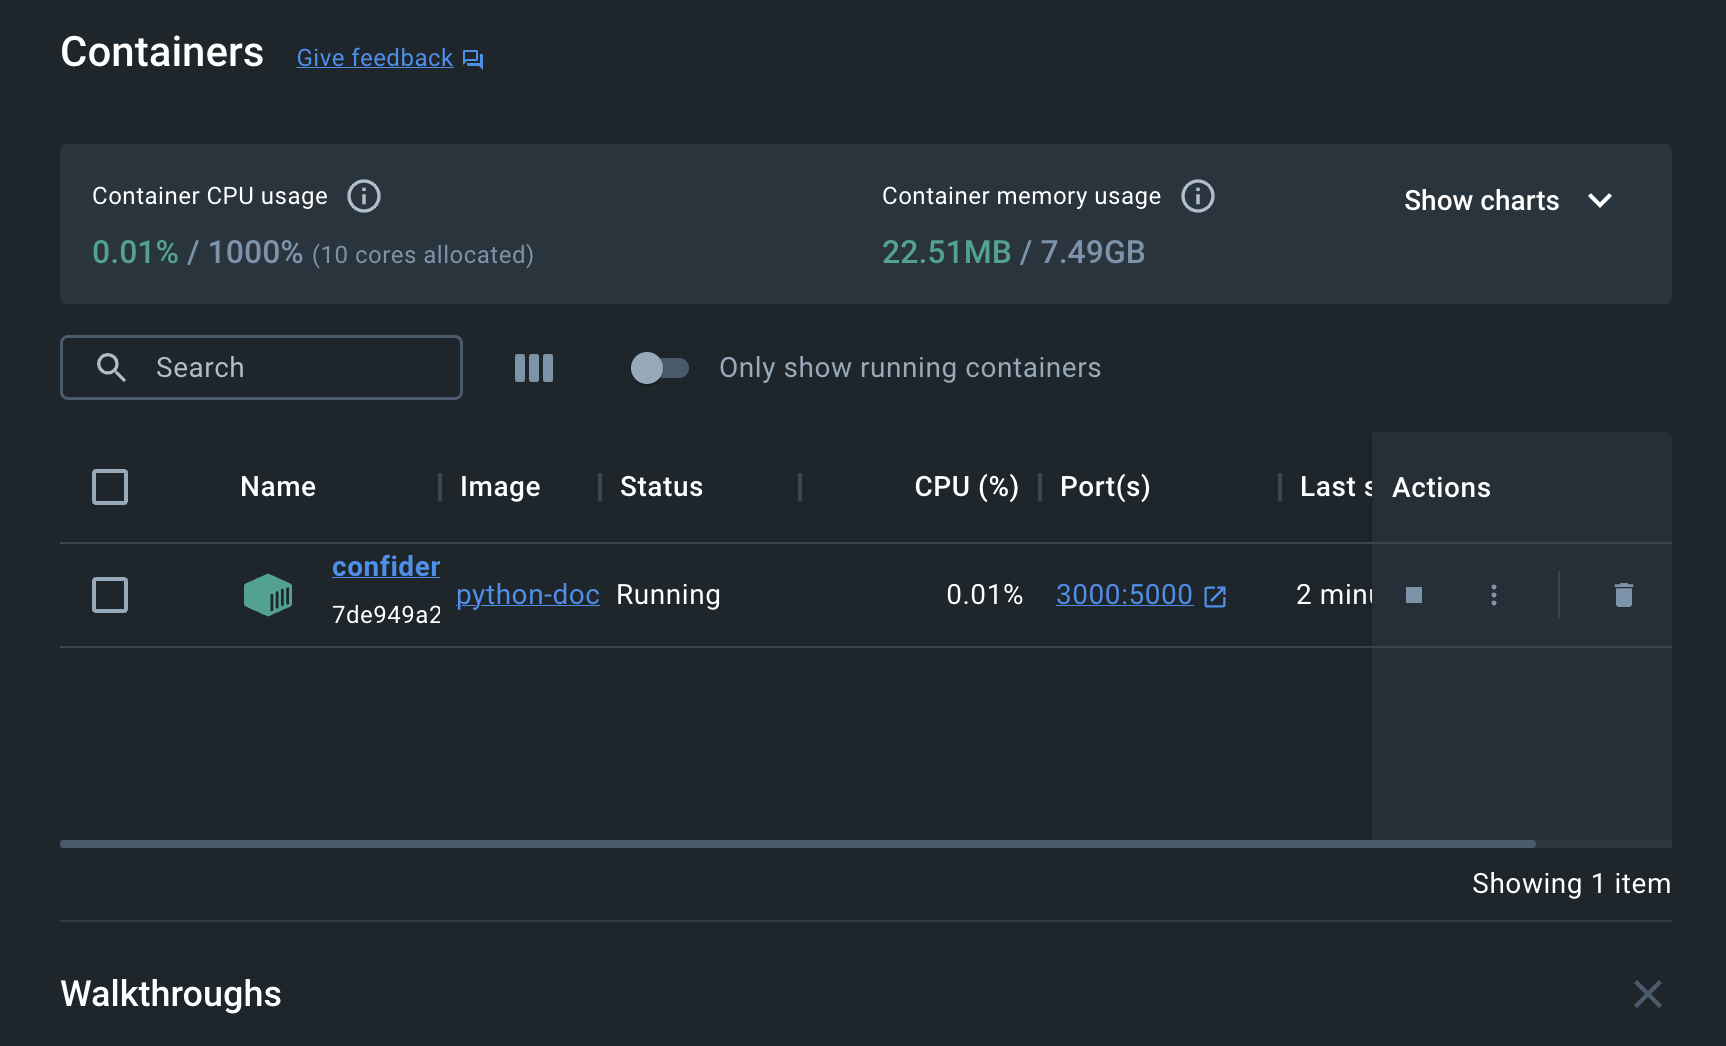 Containers Give feedback
Container CPU usage
0.01% / 1000% (10 cores allocated)
Container memory usage
22.51MB / 7.49GB
Show charts
Search
Only show running containers
Name Image Status CPU (%) Port(s) Last s Actions
confider
7de949a2
python-doc Running 0.01% 3000:5000 2 minu
Showing 1 item
Walkthroughs